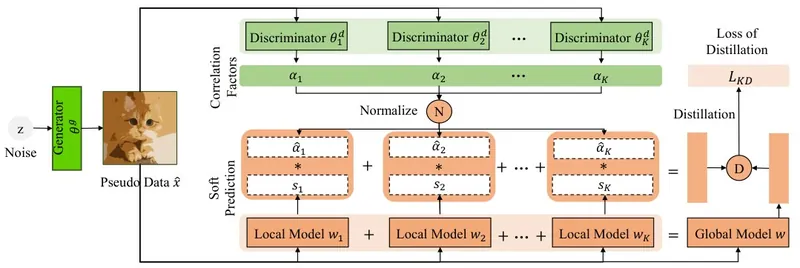 Discriminator θ₁ᵈ
Discriminator θ₂ᵈ
...
Discriminator θ_Kᵈ
Correlation
Factors
α₁
α₂
...
α_K
Loss of
Distillation
L_KD
Generator
θᵍ
z
Noise
Pseudo Data x̂
Normalize
N
Distillation
Soft
Prediction
α̂₁
*
s₁
+
α̂₂
*
s₂
+ ... +
α̂_K
*
s_K
=
D
Local Model w₁
+
Local Model w₂
+ ... +
Local Model w_K
=
Global Model w